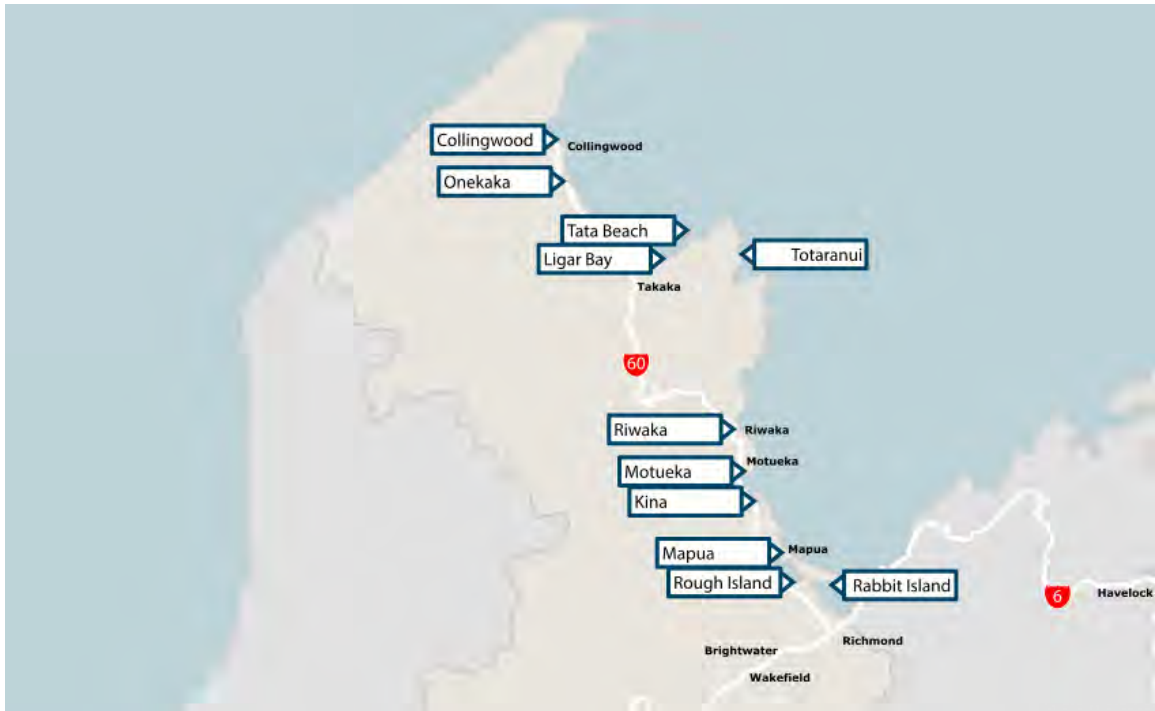 Collingwood
Collingwood
Onekaka
Tata Beach
Totaranui
Ligar Bay
Takaka
60
Riwaka
Riwaka
Motueka
Motueka
Kina
Mapua
Mapua
Rough Island
Rabbit Island
6
Havelock
Richmond
Brightwater
Wakefield